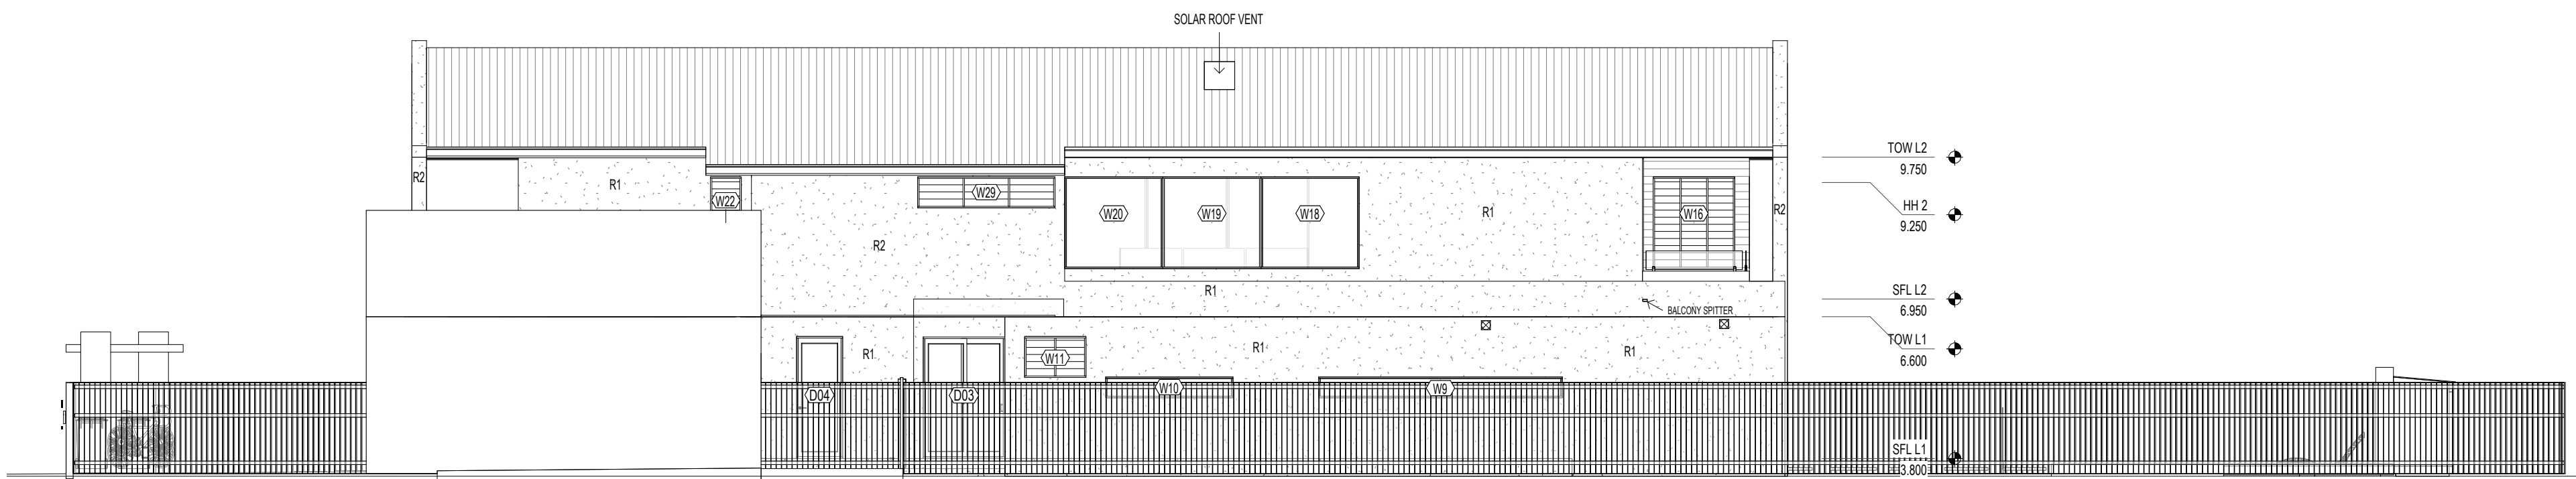 SOLAR ROOF VENT
TOW L2
9.750
R2
R1
W22
W29
W20
W19
W18
R1
W16
R2
HH 2
9.250
R2
R1
BALCONY SPITTER
SFL L2
6.950
R1
W11
R1
R1
TOW L1
6.600
D04
D03
W10
W9
SFL L1
3.800